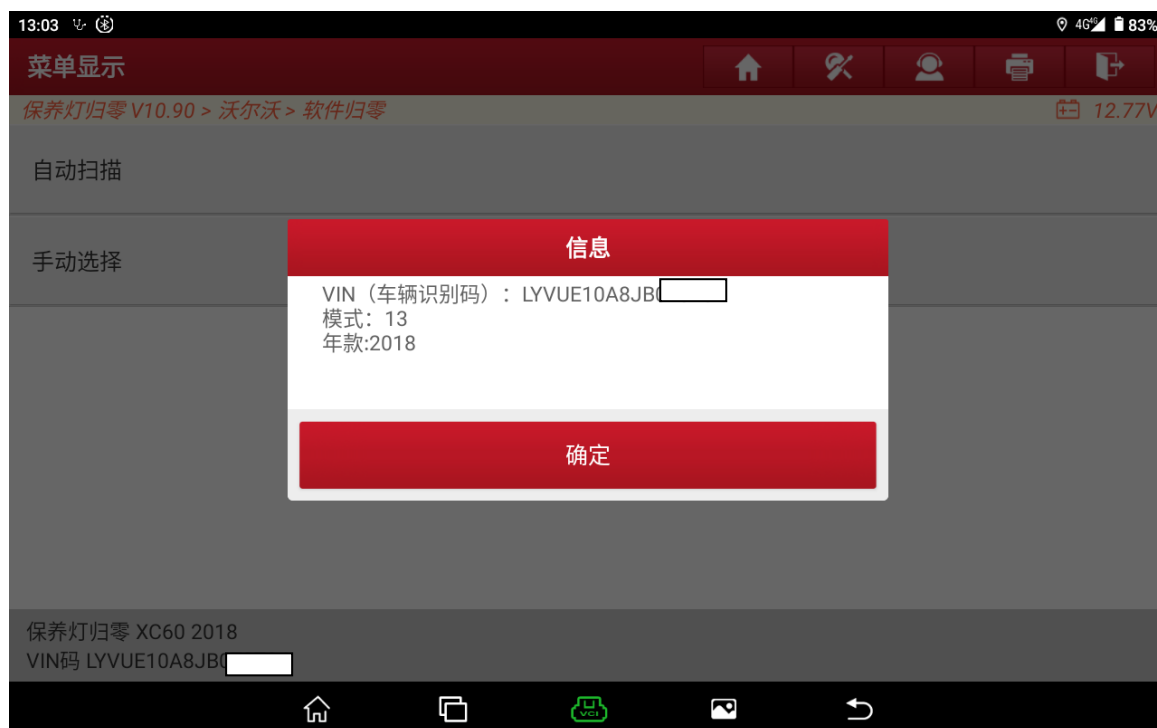 13:03
4G 4G 83%
菜单显示
保养灯归零 V10.90 > 沃尔沃 > 软件归零
12.77V
自动扫描
手动选择
信息
VIN（车辆识别码）：LYVUE10A8JB
模式：13
年款:2018
确定
保养灯归零 XC60 2018
VIN码 LYVUE10A8JB
VCI